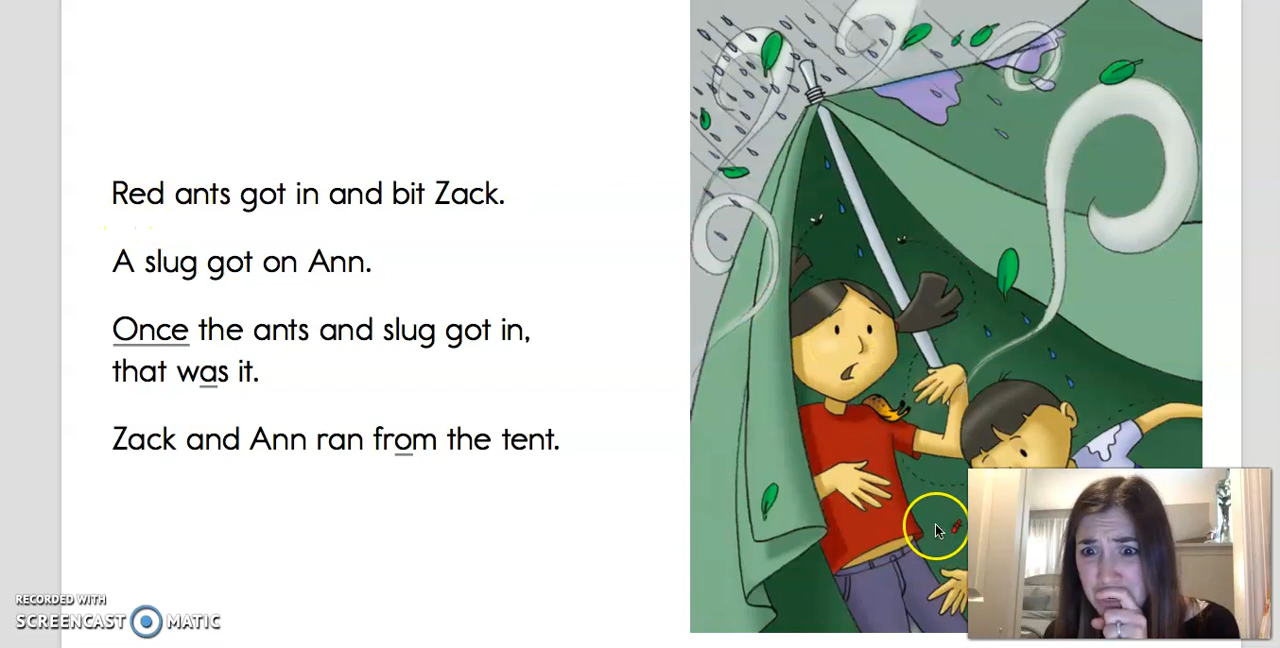 Red ants got in and bit Zack.
A slug got on Ann.
Once the ants and slug got in,
that was it.
Zack and Ann ran from the tent.
RECORDED WITH
SCREENCAST MATIC